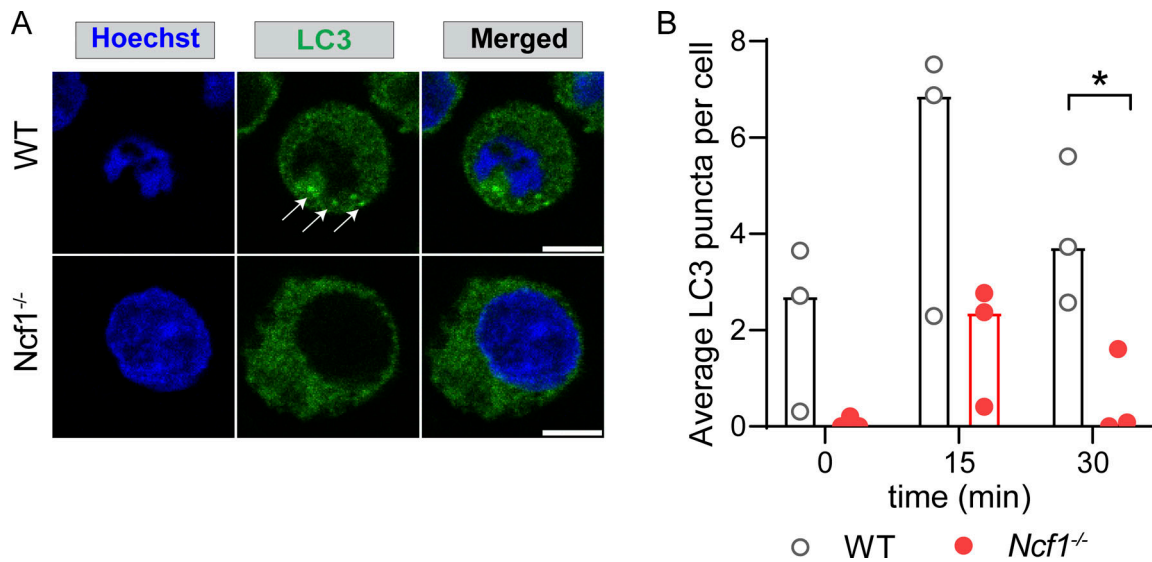 A
Hoechst
LC3
Merged
WT
Ncf1-/-
B
Average LC3 puncta per cell
8
6
4
2
0
*
0
15
30
time (min)
WT
Ncf1-/-